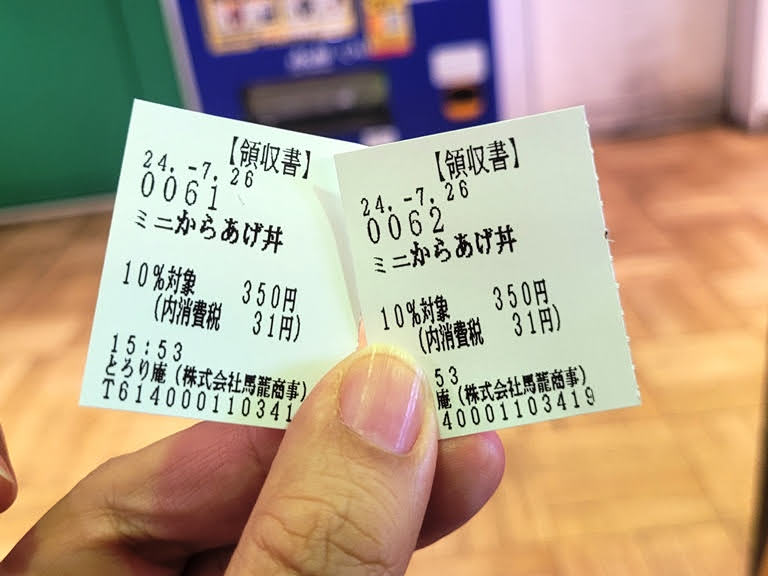 【領収書】
24.-7.26
0061
ミニからあげ丼
10%対象 350円
(内消費税 31円)
15:53
とろり庵(株式会社馬龍商事)
T614000110341
【領収書】
24.-7.26
0062
ミニからあげ丼
10%対象 350円
(内消費税 31円)
53
庵(株式会社馬龍商事)
40001103419